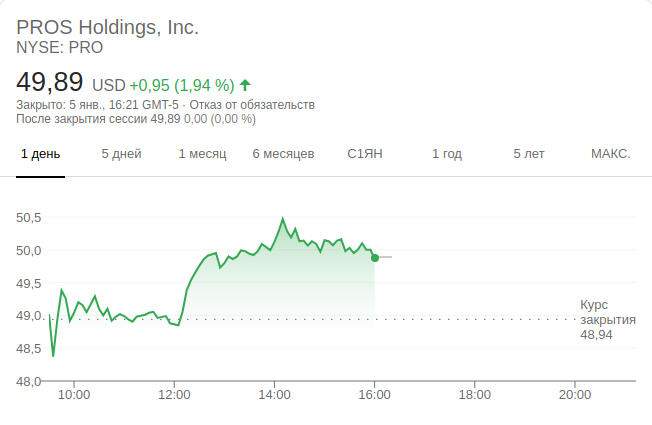 PROS Holdings, Inc.
NYSE: PRO
49,89 USD +0,95 (1,94 %)
Закрыто: 5 янв., 16:21 GMT-5 · Отказ от обязательств
После закрытия сессии 49,89 0,00 (0,00 %)
1 день 5 дней 1 месяц 6 месяцев С1ЯН 1 год 5 лет МАКС.
50,5
50,0
49,5
49,0
48,5
48,0
Курс
закрытия
48,94
10:00 12:00 14:00 16:00 18:00 20:00